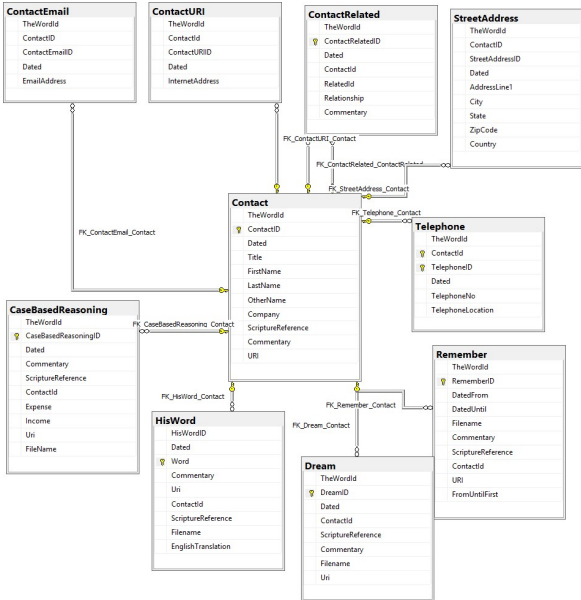 ContactEmail
TheWordId
ContactID
ContactEmailID
Dated
EmailAddress
ContactURI
TheWordId
ContactId
ContactURIID
Dated
InternetAddress
ContactRelated
TheWordId
ContactRelatedID
Dated
ContactId
RelatedId
Relationship
Commentary
StreetAddress
TheWordId
ContactID
StreetAddressID
Dated
AddressLine1
City
State
ZipCode
Country
FK_ContactURI_Contact
FK_ContactRelated_ContactRelated
FK_StreetAddress_Contact
FK_Telephone_Contact
FK_ContactEmail_Contact
Contact
TheWordId
ContactID
Dated
Title
FirstName
LastName
OtherName
Company
ScriptureReference
Commentary
URI
Telephone
TheWordId
ContactId
TelephoneID
Dated
TelephoneNo
TelephoneLocation
CaseBasedReasoning
TheWordId
CaseBasedReasoningID
Dated
Commentary
ScriptureReference
ContactId
Expense
Income
Uri
FileName
FK_CaseBasedReasoning_Contact
FK_HisWord_Contact
FK_Remember_Contact
FK_Dream_Contact
Remember
TheWordId
RememberID
DatedFrom
DatedUntil
Filename
Commentary
ScriptureReference
ContactId
URI
FromUntilFirst
HisWord
HisWordID
Dated
Word
Commentary
Uri
ContactId
ScriptureReference
Filename
EnglishTranslation
Dream
TheWordId
DreamID
Dated
ContactId
ScriptureReference
Commentary
Filename
Uri